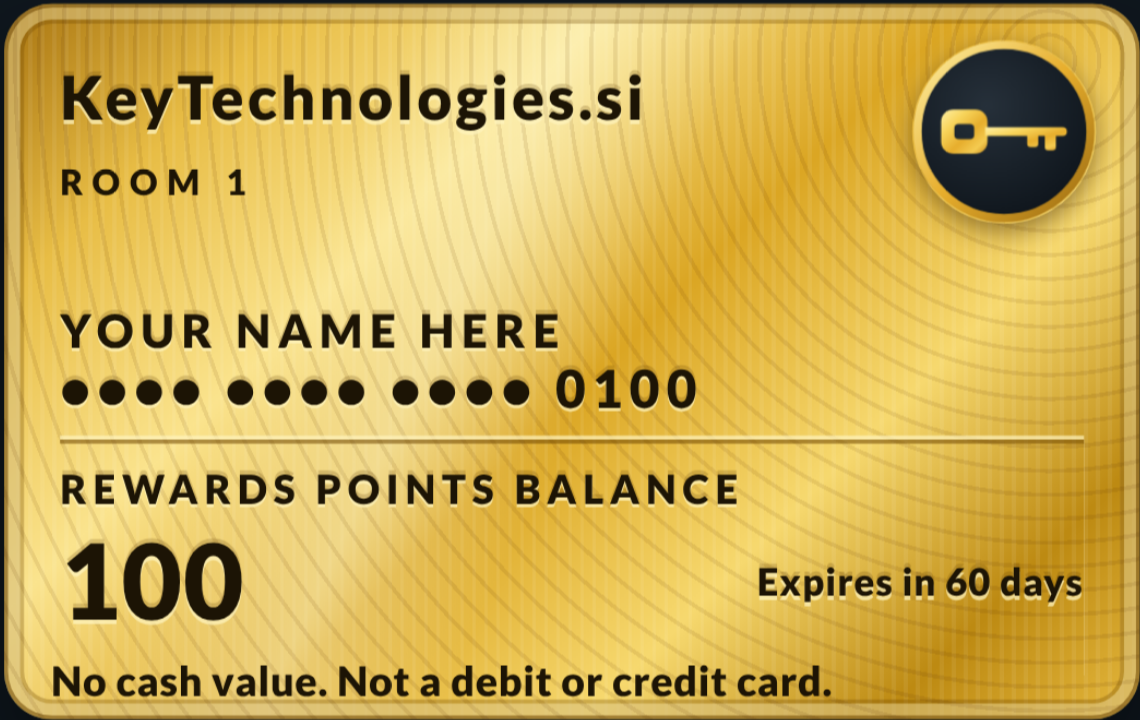 KeyTechnologies.si
ROOM 1
YOUR NAME HERE
●●●● ●●●● ●●●● 0100
REWARDS POINTS BALANCE
100
Expires in 60 days
No cash value. Not a debit or credit card.